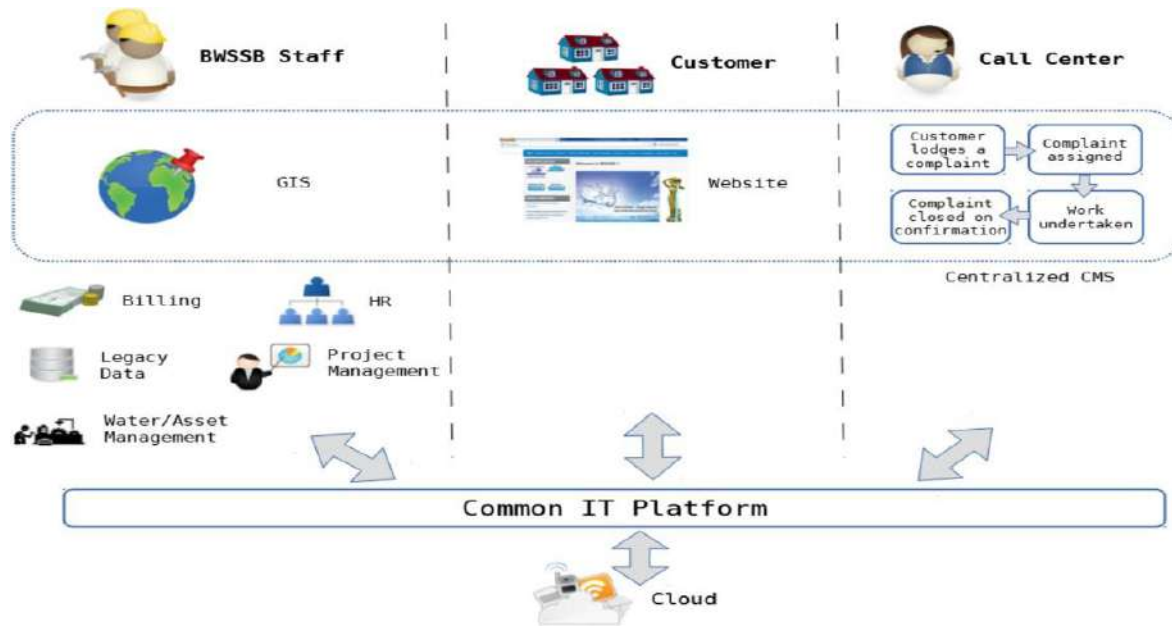 BWSSB Staff
Customer
Call Center
GIS
Website
Customer
lodges a
complaint
Complaint
assigned
Work
undertaken
Complaint
closed on
confirmation
Centralized CMS
Billing
HR
Legacy
Data
Project
Management
Water/Asset
Management
Common IT Platform
Cloud